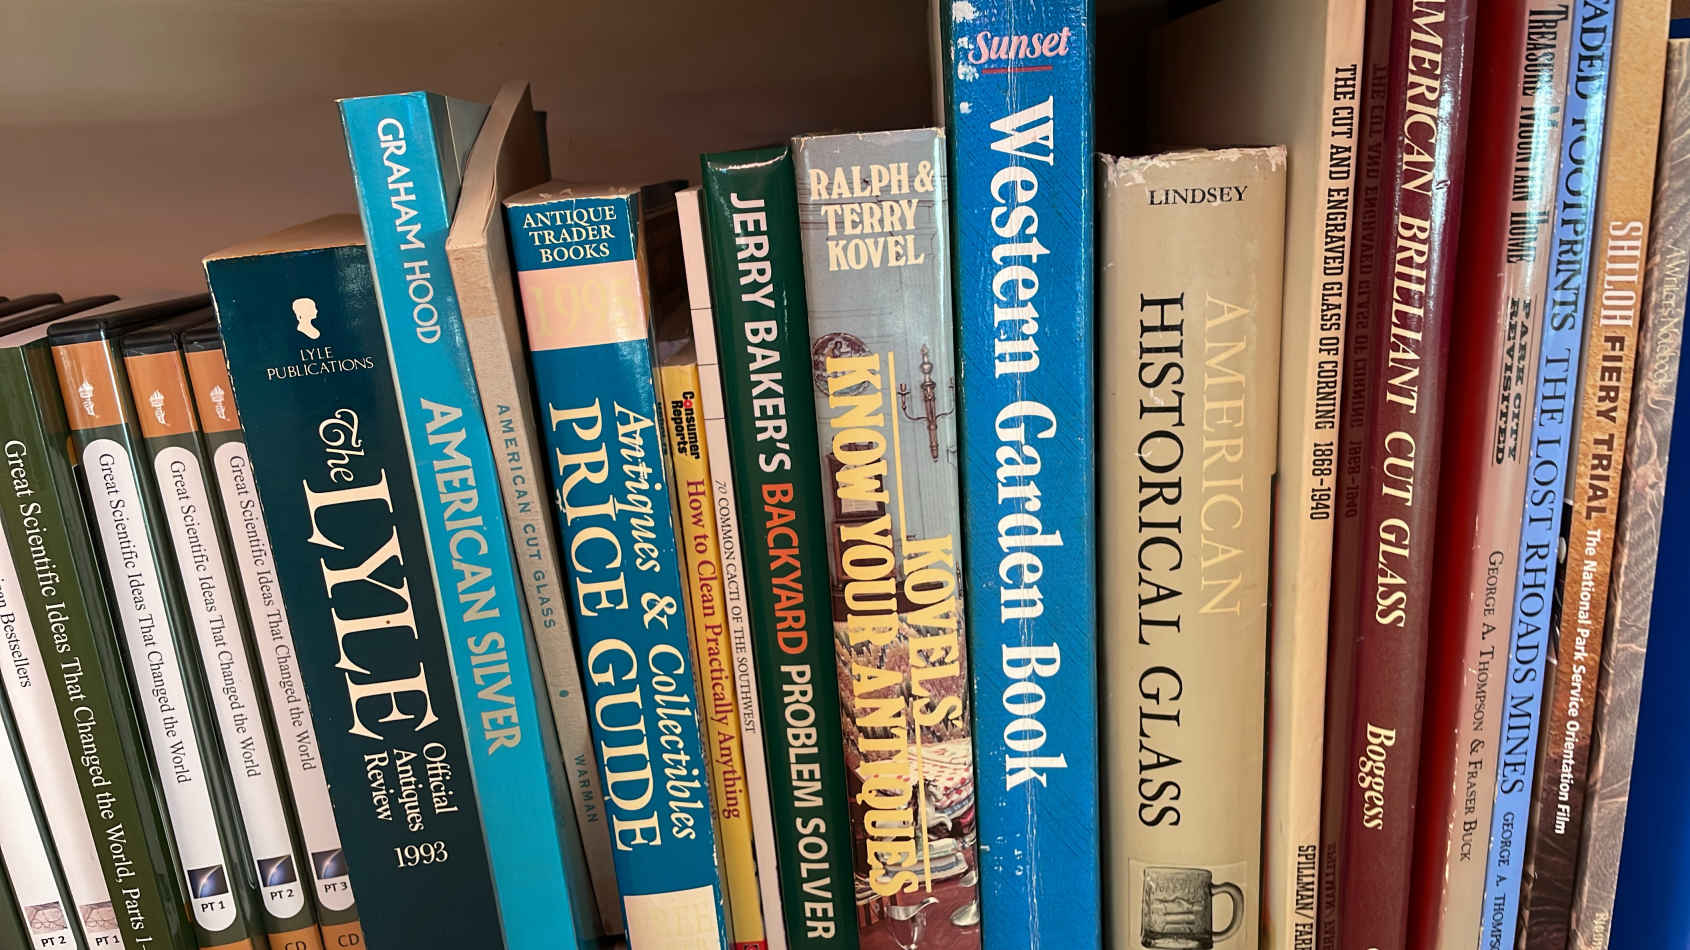 Bestsellers
PT 2
PT 1
Great Scientific Ideas That Changed the World, Parts 1-
Great Scientific Ideas That Changed the World
PT 1
Great Scientific Ideas That Changed the World
PT 2
CD
Great Scientific Ideas That Changed the World
PT 3
CD
LYLE
PUBLICATIONS
The
LYLE
Official
Antiques
Review
1993
GRAHAM HOOD AMERICAN SILVER
AMERICAN CUT GLASS • WARMAN
ANTIQUE
TRADER
BOOKS
Antiques & Collectibles
PRICE GUIDE
Consumer
Reports
How to Clean Practically Anything
70 COMMON CACTI OF THE SOUTHWEST
JERRY BAKER'S BACKYARD PROBLEM SOLVER
RALPH &
TERRY
KOVEL
KOVELS'
KNOW YOUR ANTIQUES
Sunset
Western Garden Book
LINDSEY
AMERICAN
HISTORICAL GLASS
THE CUT AND ENGRAVED GLASS OF CORNING 1868-1940
SPILLMAN/
AMERICAN BRILLIANT CUT GLASS Boggess
TREASURE MOUNTAIN HOME
PARK CITY
REVISITED
GEORGE A. THOMPSON & FRASER BUCK
FADED FOOTPRINTS THE LOST RHOADS MINES GEORGE A. THOMPS
SHILOH FIERY TRIAL The National Park Service Orientation Film
A Writer's Notebook